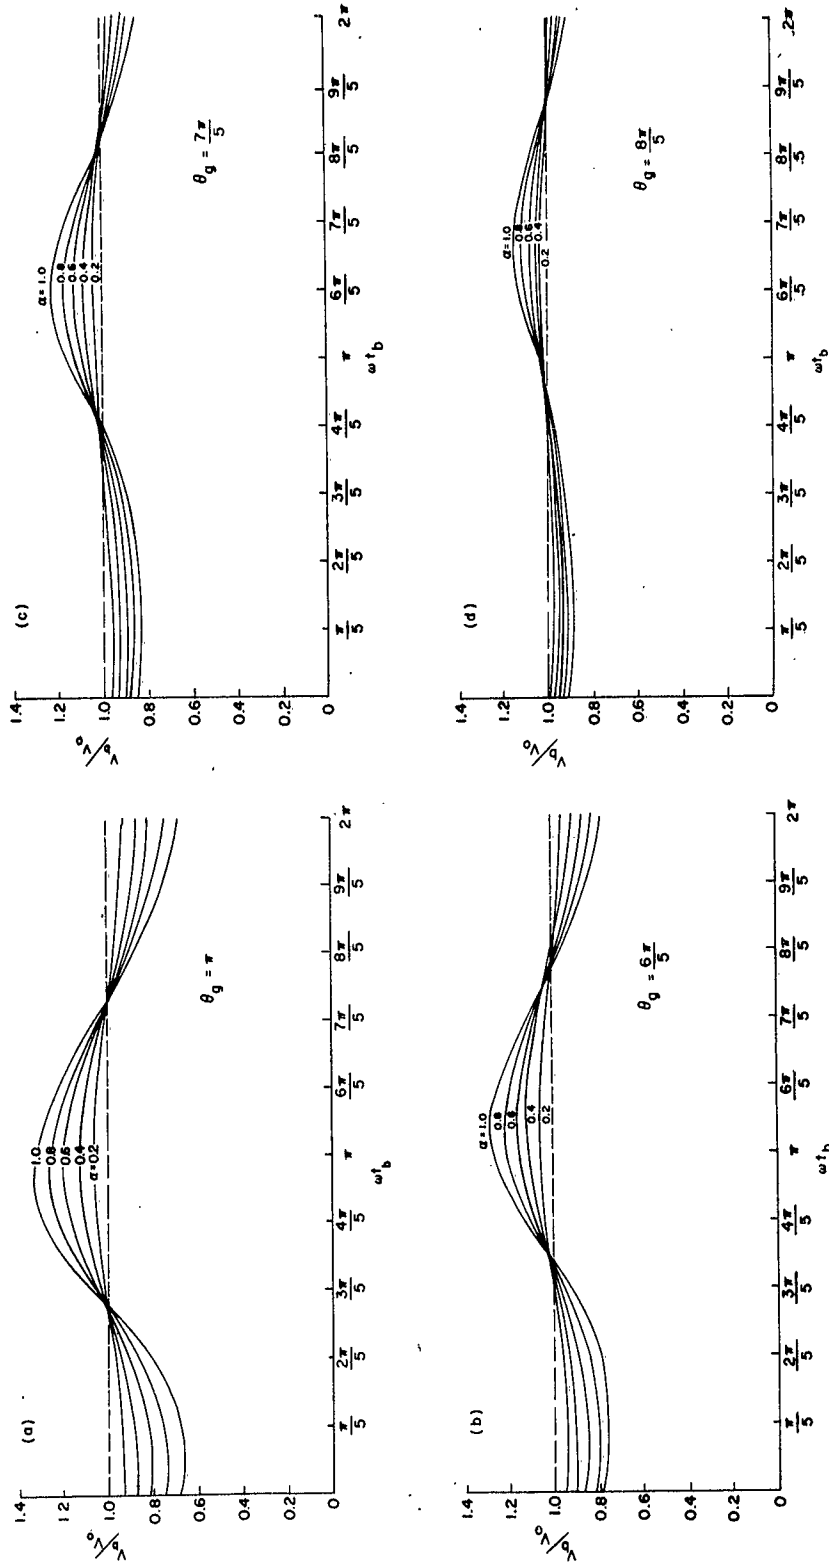 (a)
V_b/V_o
1.4
1.2
1.0
0.8
0.6
0.4
0.2
0
1.0
0.8
0.6
0.4
α=0.2
θ_g = π
π/5
2π/5
3π/5
4π/5
π
6π/5
7π/5
8π/5
9π/5
2π
ωt_b
(b)
V_b/V_o
1.4
1.2
1.0
0.8
0.6
0.4
0.2
0
α=1.0
0.8
0.6
0.4
0.2
θ_g = 6π/5
π/5
2π/5
3π/5
4π/5
π
6π/5
7π/5
8π/5
9π/5
2π
ωt_b
(c)
V_b/V_o
1.4
1.2
1.0
0.8
0.6
0.4
0.2
0
α=1.0
0.8
0.6
0.4
0.2
θ_g = 7π/5
π/5
2π/5
3π/5
4π/5
π
6π/5
7π/5
8π/5
9π/5
2π
ωt_b
(d)
V_b/V_o
1.4
1.2
1.0
0.8
0.6
0.4
0.2
0
α=1.0
0.8
0.6
0.4
0.2
θ_g = 8π/5
π/5
2π/5
3π/5
4π/5
π
6π/5
7π/5
8π/5
9π/5
2π
ωt_b